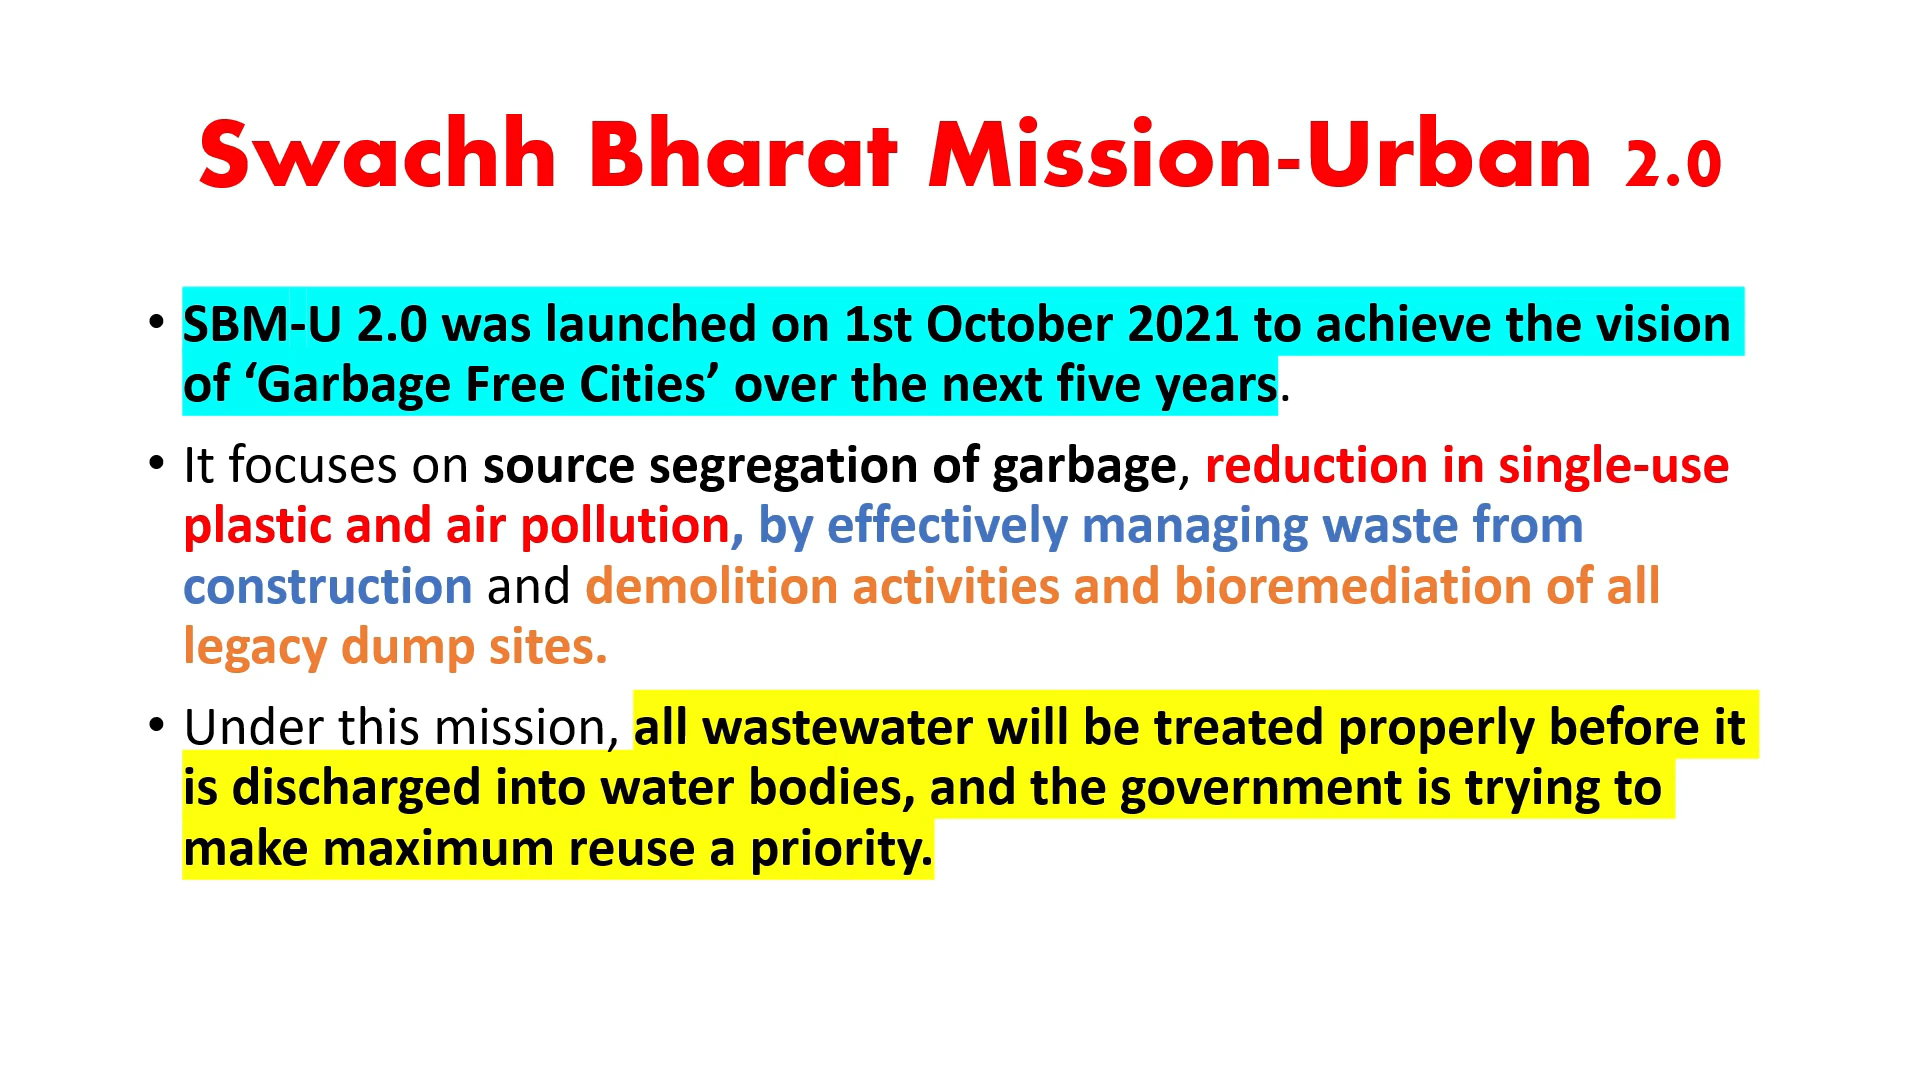 Swachh Bharat Mission-Urban 2.0
• SBM-U 2.0 was launched on 1st October 2021 to achieve the vision
of ‘Garbage Free Cities’ over the next five years.
• It focuses on source segregation of garbage, reduction in single-use
plastic and air pollution, by effectively managing waste from
construction and demolition activities and bioremediation of all
legacy dump sites.
• Under this mission, all wastewater will be treated properly before it
is discharged into water bodies, and the government is trying to
make maximum reuse a priority.